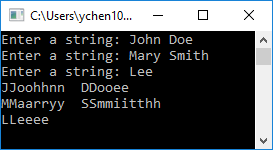 C:\Users\ychen10...
Enter a string: John Doe
Enter a string: Mary Smith
Enter a string: Lee
JJoohhnn  DDooee
MMaarryy  SSmmiitthh
LLeeee